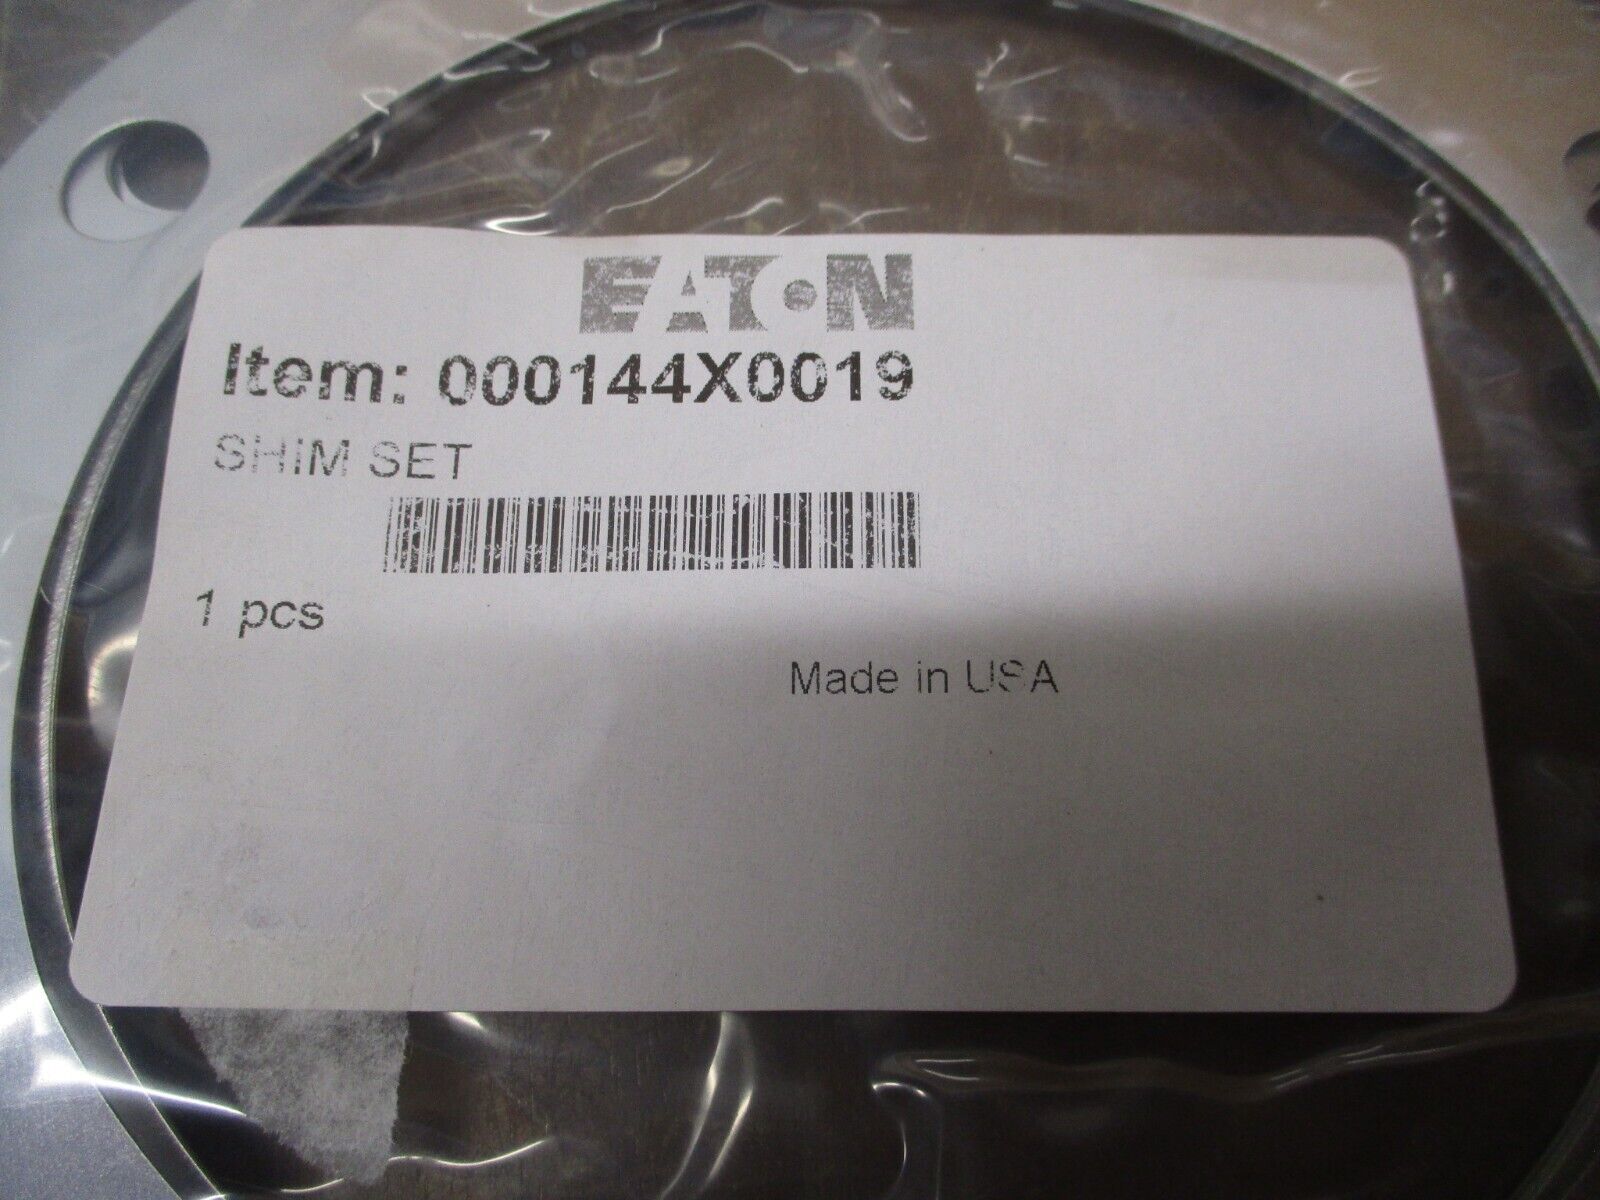 EATON
Item: 000144X0019
SHIM SET
1 pcs
Made in USA